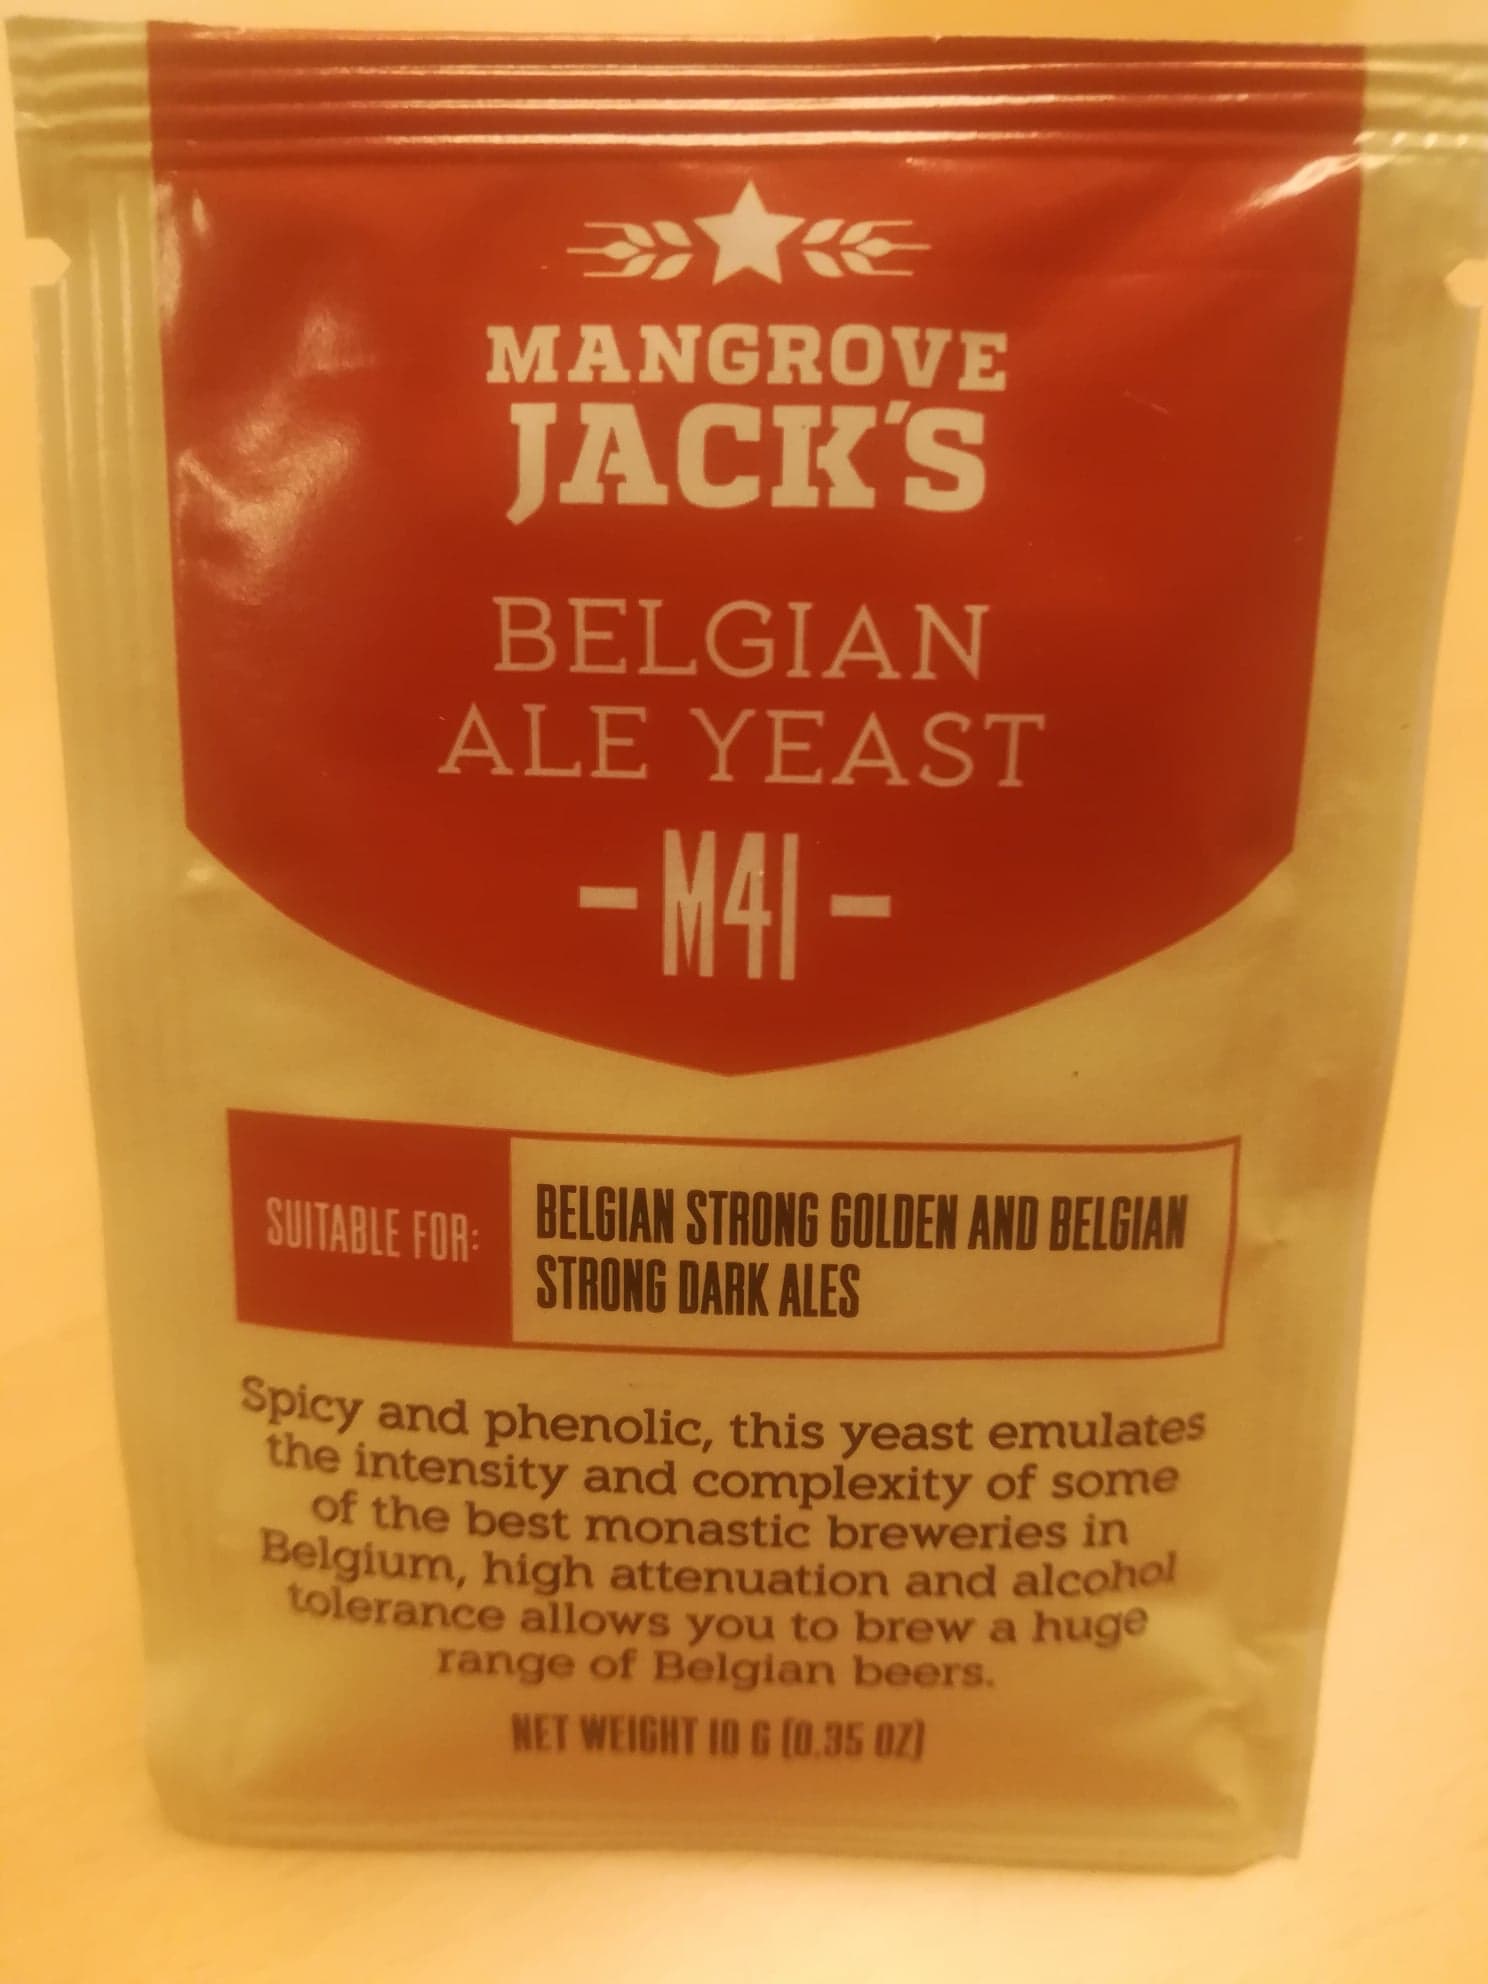 MANGROVE
JACK'S
BELGIAN
ALE YEAST
- M41 -
SUITABLE FOR:
BELGIAN STRONG GOLDEN AND BELGIAN
STRONG DARK ALES
Spicy and phenolic, this yeast emulates
the intensity and complexity of some
of the best monastic breweries in
Belgium, high attenuation and alcohol
tolerance allows you to brew a huge
range of Belgian beers.
NET WEIGHT 10 G (0.35 OZ)